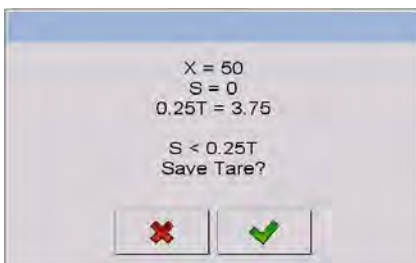 X = 50
S = 0
0.25T = 3.75
S < 0.25T
Save Tare?